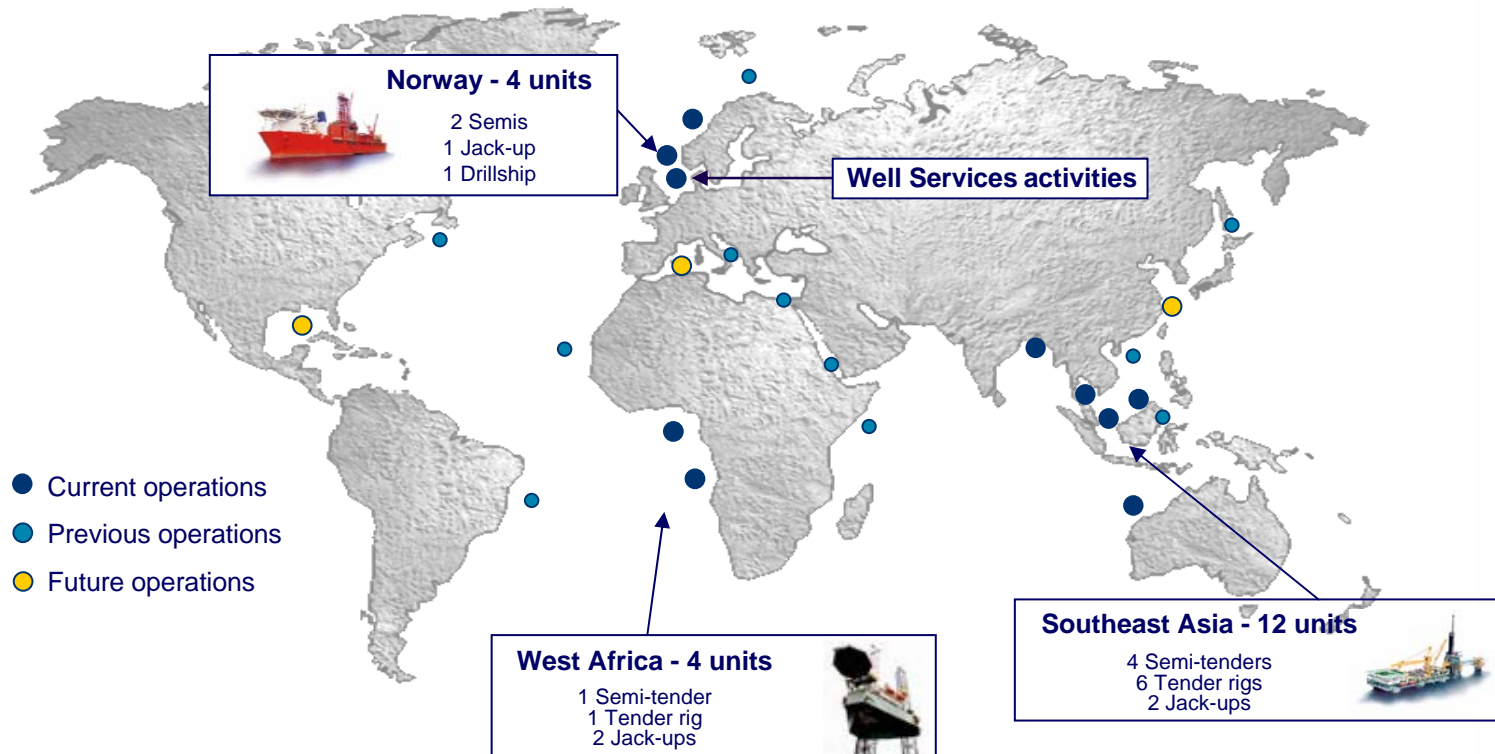 Norway - 4 units
2 Semis
1 Jack-up
1 Drillship
Well Services activities
Current operations
Previous operations
Future operations
West Africa - 4 units
1 Semi-tender
1 Tender rig
2 Jack-ups
Southeast Asia - 12 units
4 Semi-tenders
6 Tender rigs
2 Jack-ups